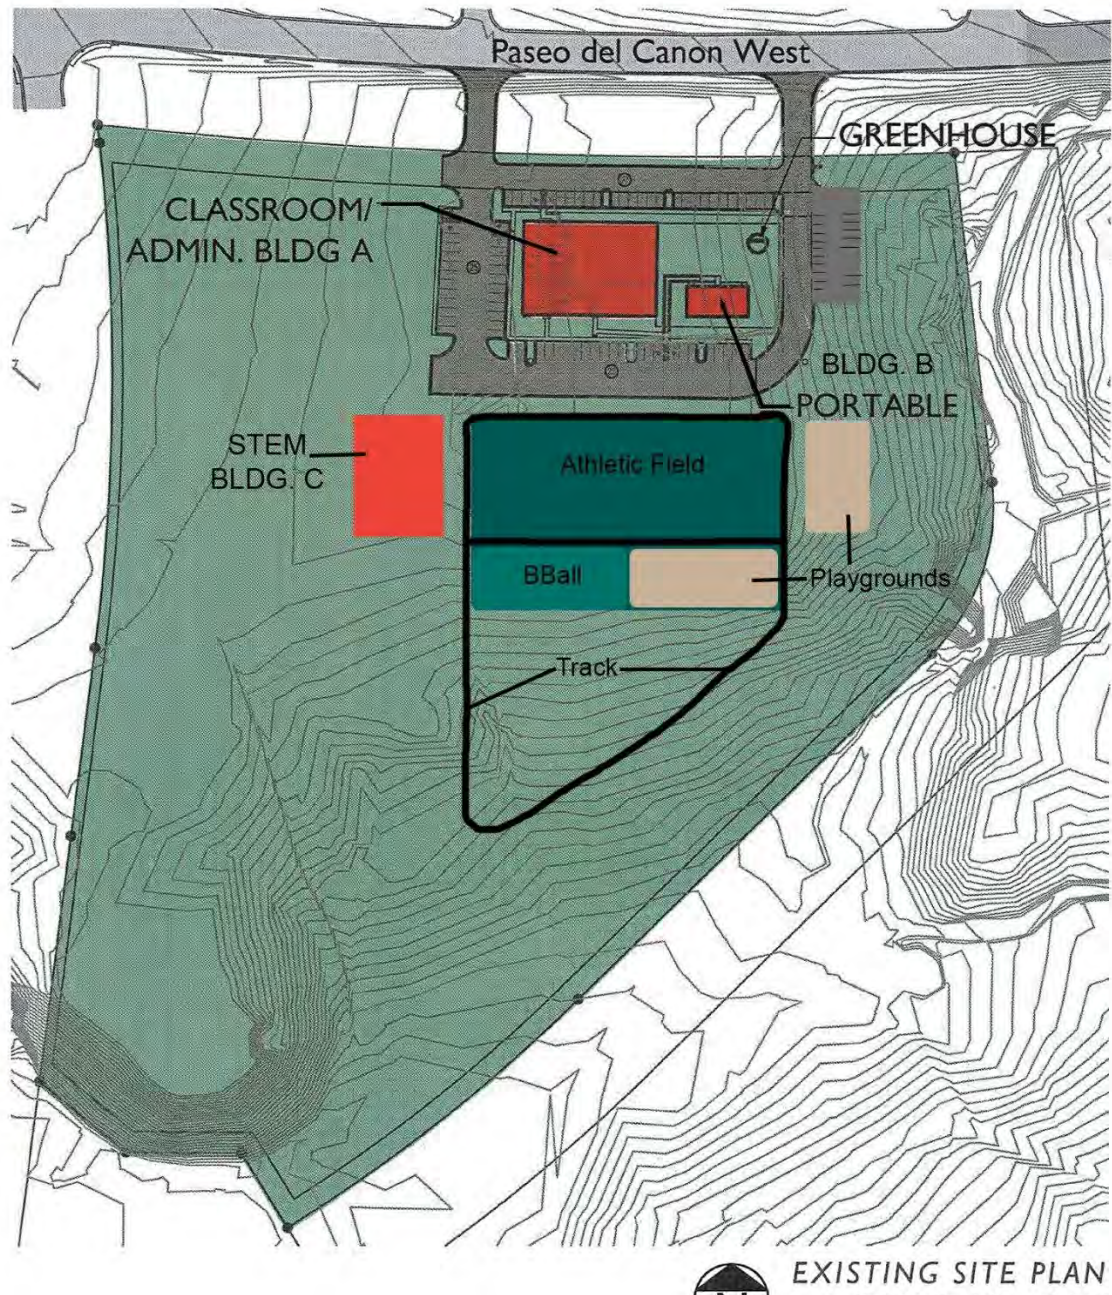 Paseo del Canon West
GREENHOUSE
CLASSROOM/
ADMIN. BLDG A
BLDG. B
PORTABLE
STEM
BLDG. C
Athletic Field
BBall
Playgrounds
Track
EXISTING SITE PLAN